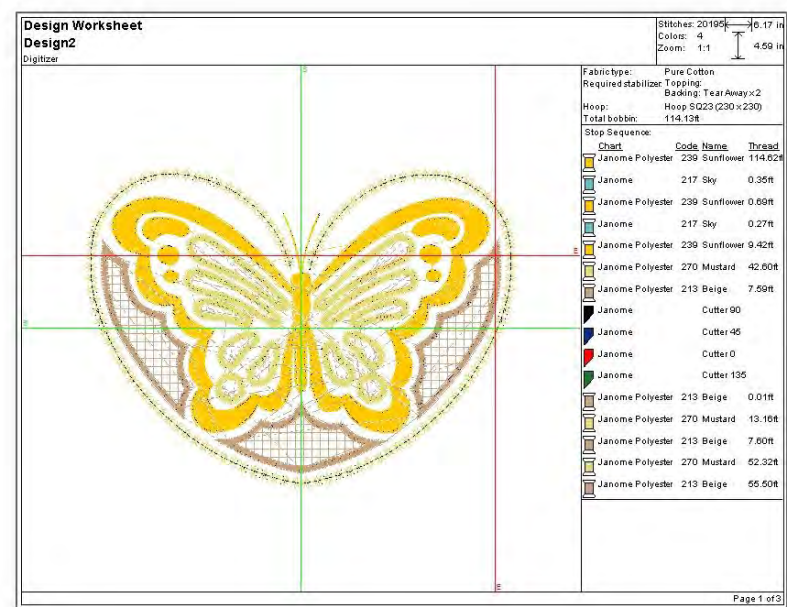 Design Worksheet
Design2
Digitizer
Stitches: 20195
Colors: 4
Zoom: 1:1
6.17 in
4.59 in
Fabric type: Pure Cotton
Required stabilizer Topping:
Backing: Tear Away x 2
Hoop: Hoop SQ23 (230 x 230)
Total bobbin: 114.13ft
Stop Sequence:
Chart Code Name Thread
Janome Polyester 239 Sunflower 114.62ft
Janome 217 Sky 0.35ft
Janome Polyester 239 Sunflower 0.69ft
Janome 217 Sky 0.27ft
Janome Polyester 239 Sunflower 9.42ft
Janome Polyester 270 Mustard 42.60ft
Janome Polyester 213 Beige 7.59ft
Janome Cutter 90
Janome Cutter 45
Janome Cutter 0
Janome Cutter 135
Janome Polyester 213 Beige 0.01ft
Janome Polyester 270 Mustard 13.16ft
Janome Polyester 213 Beige 7.60ft
Janome Polyester 270 Mustard 52.32ft
Janome Polyester 213 Beige 55.50ft
Page 1 of 3